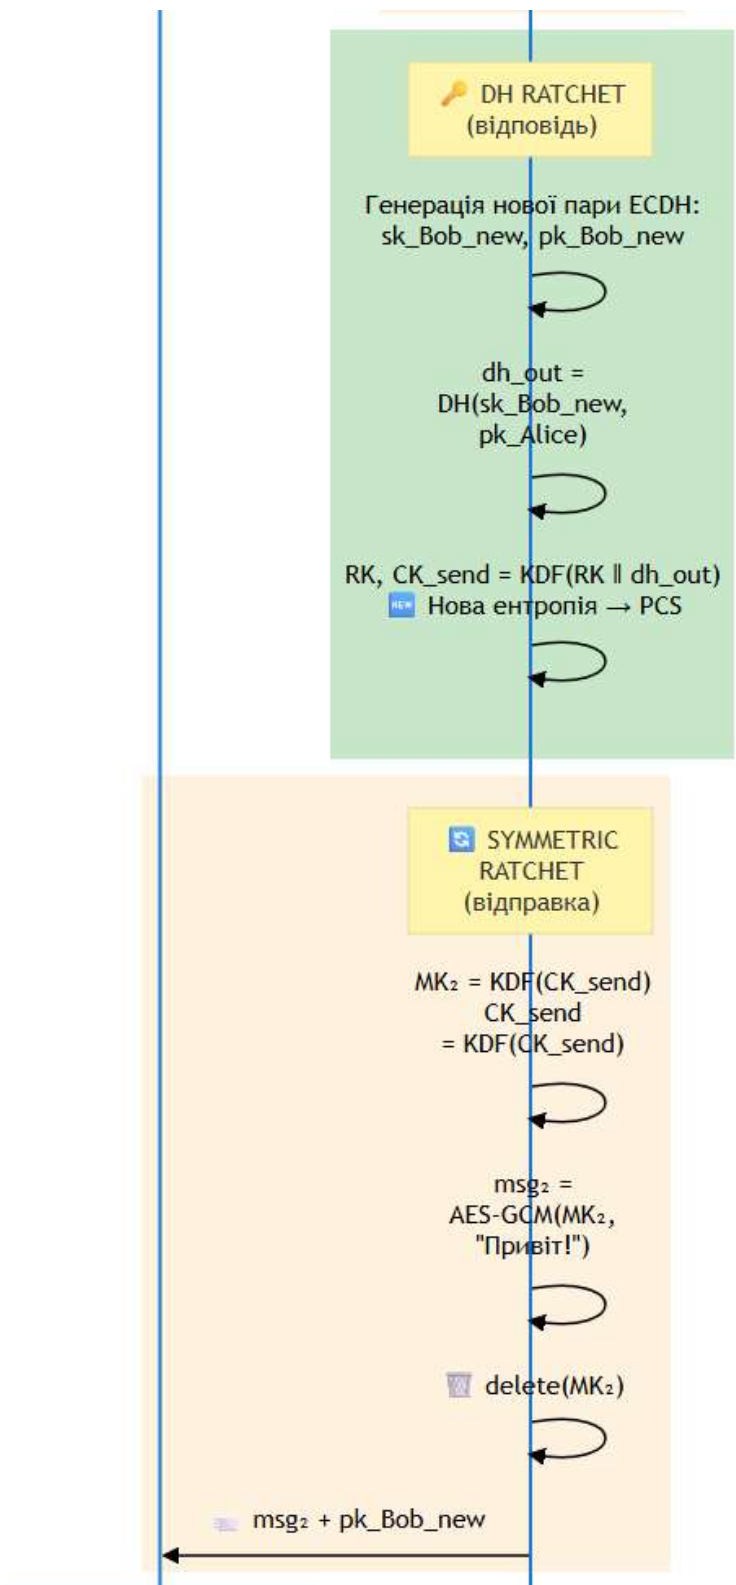 🔑 DH RATCHET
(відповідь)
Генерація нової пари ECDH:
sk_Bob_new, pk_Bob_new
dh_out =
DH(sk_Bob_new,
pk_Alice)
RK, CK_send = KDF(RK ∥ dh_out)
🆕 Нова ентропія → PCS
🔄 SYMMETRIC
RATCHET
(відправка)
MK₂ = KDF(CK_send)
CK_send
= KDF(CK_send)
msg₂ =
AES-GCM(MK₂,
"Привіт!")
🗑️ delete(MK₂)
msg₂ + pk_Bob_new